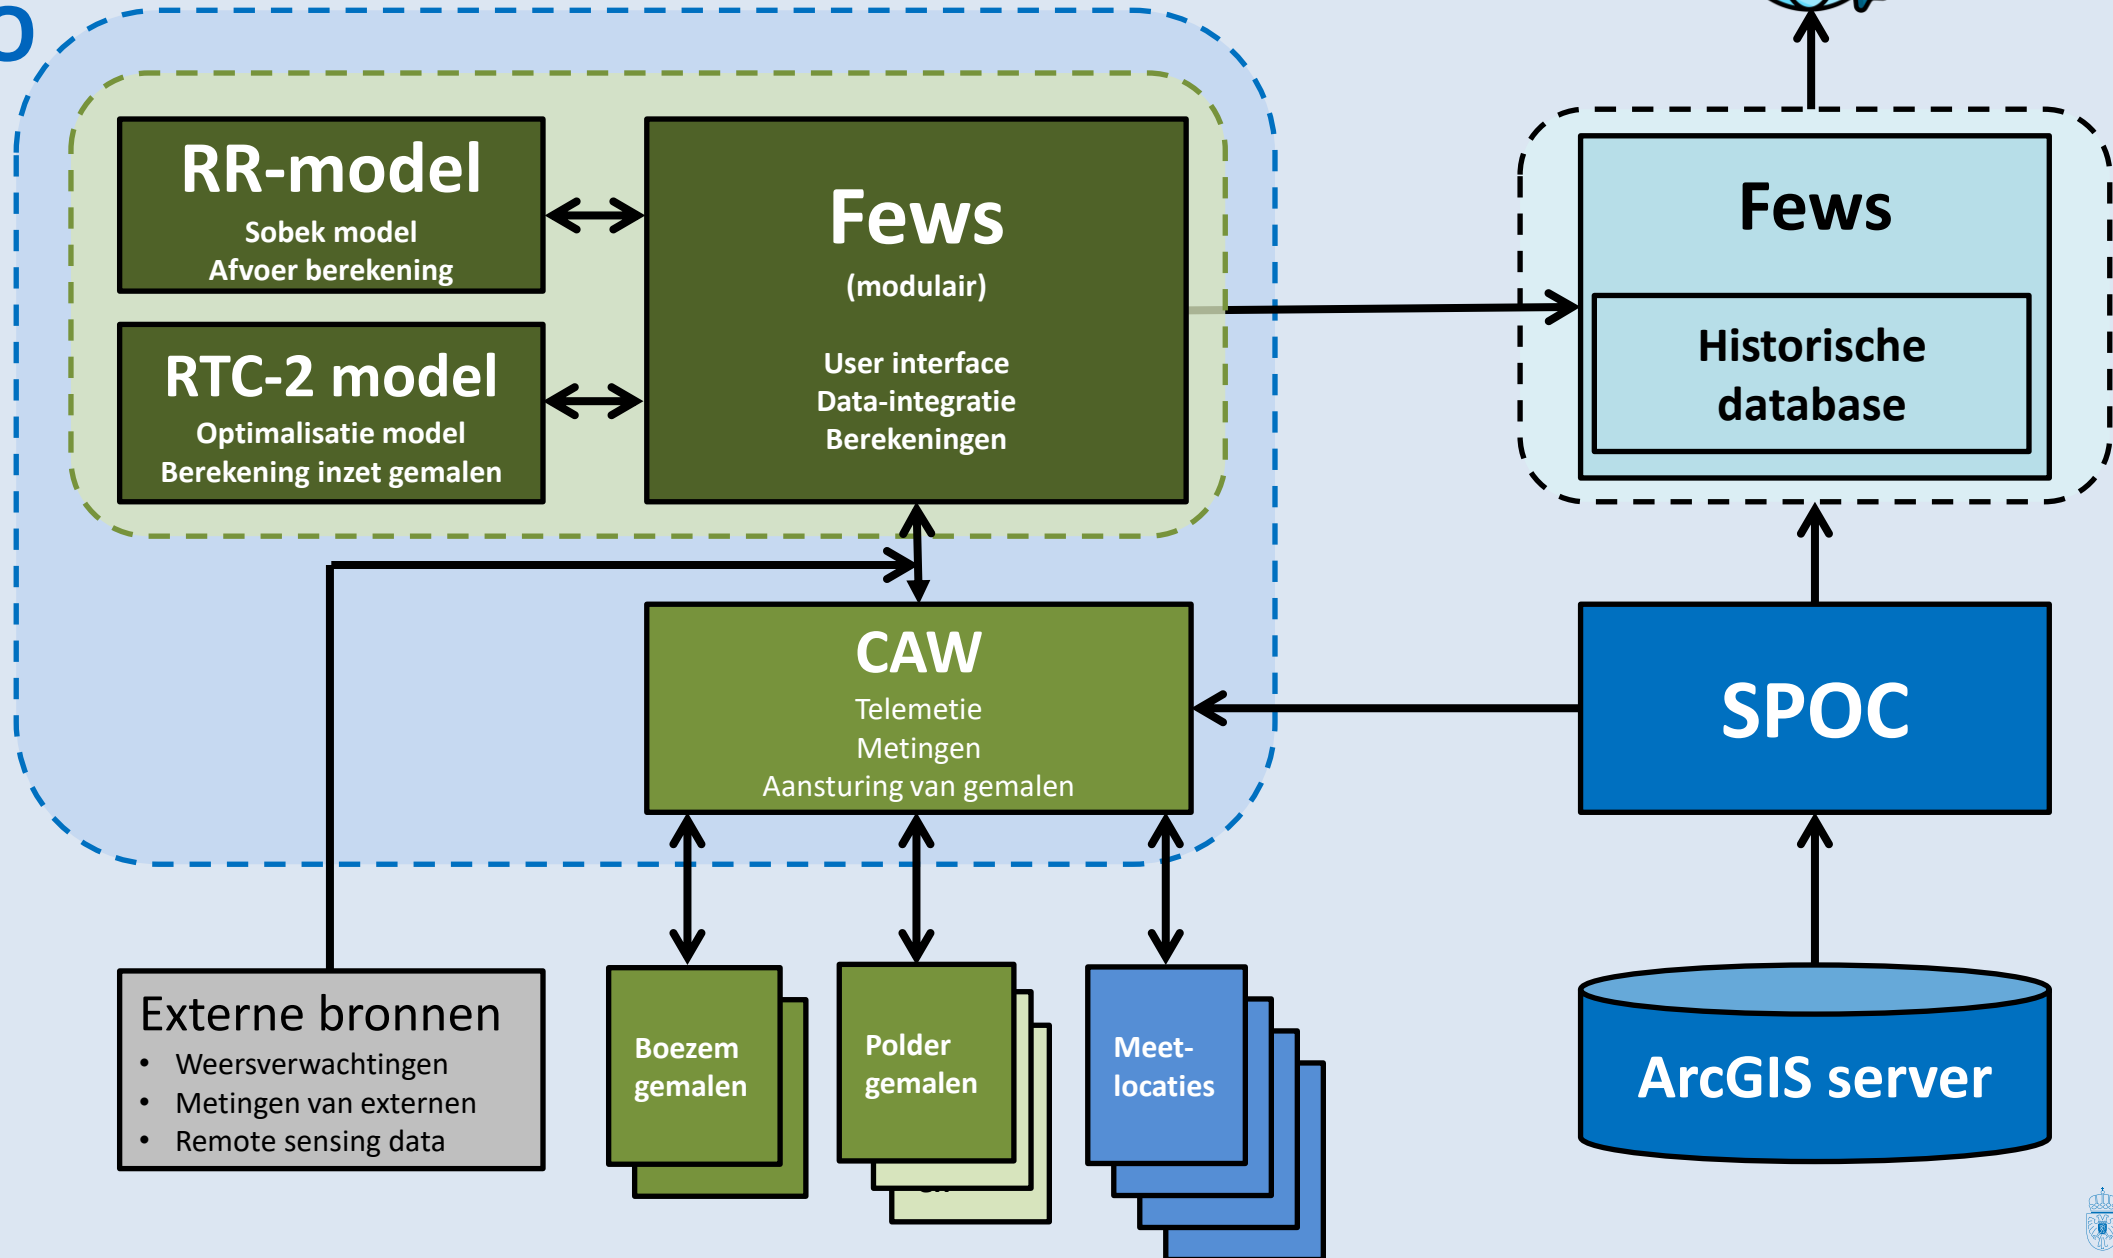 RR-model
Sobek model
Afvoer berekening
RTC-2 model
Optimalisatie model
Berekening inzet gemalen
Fews
(modulair)
User interface
Data-integratie
Berekeningen
Fews
Historische
database
CAW
Telemetie
Metingen
Aansturing van gemalen
SPOC
Externe bronnen
• Weersverwachtingen
• Metingen van externen
• Remote sensing data
Boezem
gemalen
Polder
gemalen
Meet-
locaties
ArcGIS server